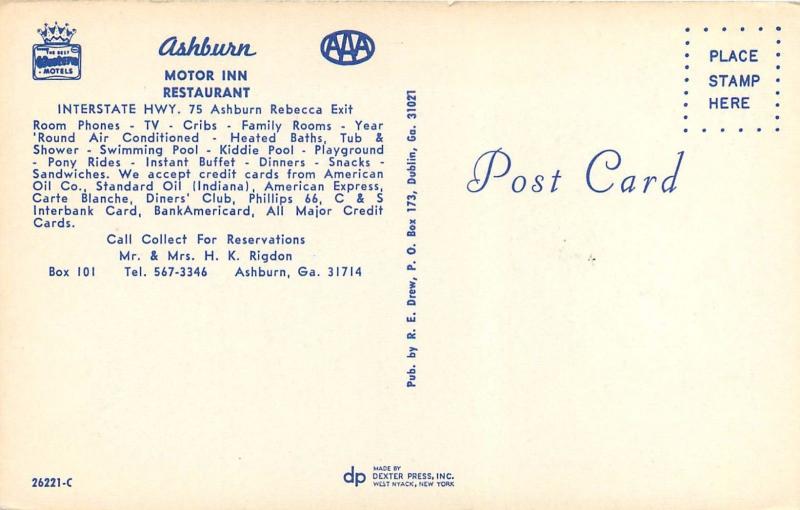 THE BEST
Western
MOTELS
Ashburn
AAA
MOTOR INN
RESTAURANT
INTERSTATE HWY. 75 Ashburn Rebecca Exit
Room Phones - TV - Cribs - Family Rooms - Year
'Round Air Conditioned - Heated Baths, Tub &
Shower - Swimming Pool - Kiddie Pool - Playground
- Pony Rides - Instant Buffet - Dinners - Snacks -
Sandwiches. We accept credit cards from American
Oil Co., Standard Oil (Indiana), American Express,
Carte Blanche, Diners' Club, Phillips 66, C & S
Interbank Card, BankAmericard, All Major Credit
Cards.
Call Collect For Reservations
Mr. & Mrs. H. K. Rigdon
Box 101 Tel. 567-3346 Ashburn, Ga. 31714
26221-C
Pub. by R. E. Drew, P. O. Box 173, Dublin, Ga. 31021
dp
MADE BY
DEXTER PRESS, INC.
WEST NYACK, NEW YORK
Post Card
PLACE
STAMP
HERE